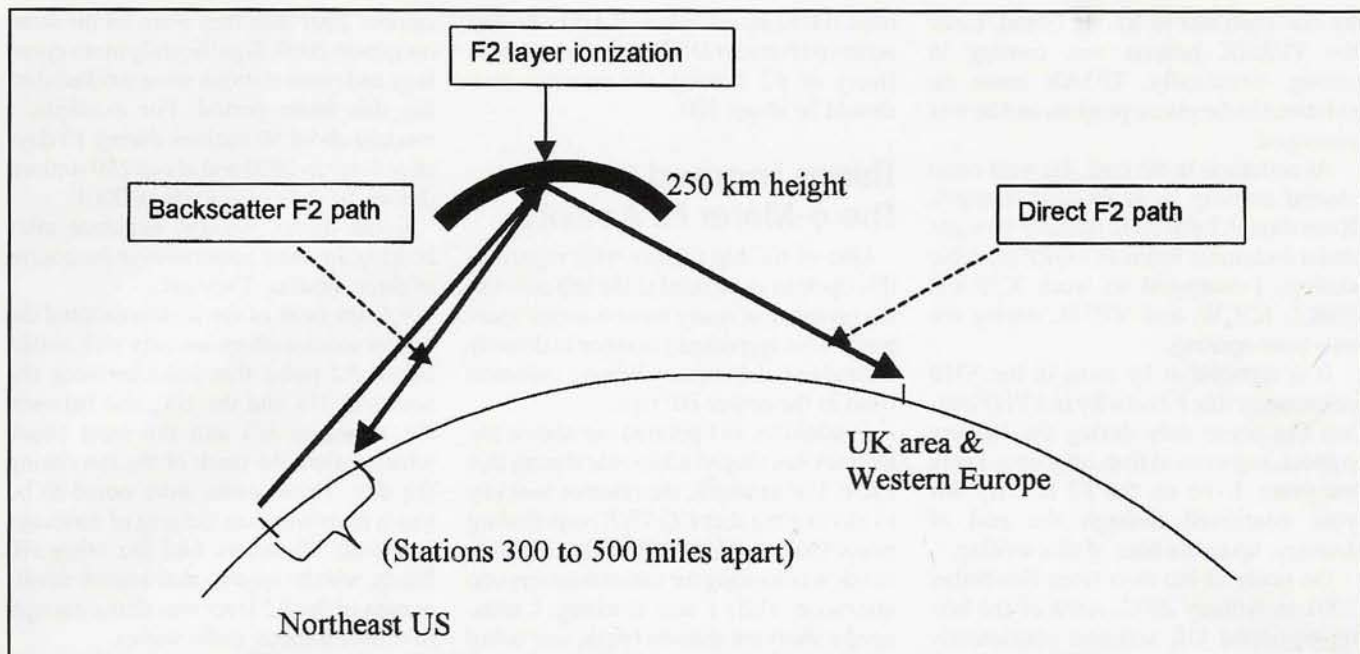 F2 layer ionization
250 km height
Backscatter F2 path
Direct F2 path
UK area &
Western Europe
(Stations 300 to 500 miles apart)
Northeast US